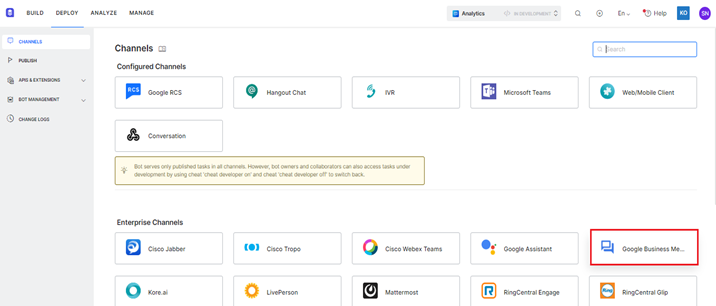 BUILD DEPLOY ANALYZE MANAGE
Analytics IN DEVELOPMENT En Help KO SN
CHANNELS
PUBLISH
APIS & EXTENSIONS
BOT MANAGEMENT
CHANGE LOGS
Channels
Search
Configured Channels
RCS Google RCS Hangout Chat IVR Microsoft Teams Web/Mobile Client
Conversation
Bot serves only published tasks in all channels. However, bot owners and collaborators can also access tasks under
development by using cheat 'cheat developer on' and 'cheat developer off' to switch back.
Enterprise Channels
Cisco Jabber Cisco Tropo Cisco Webex Teams Google Assistant Google Business Me...
Kore.ai LivePerson Mattermost RingCentral Engage RingCentral Glip